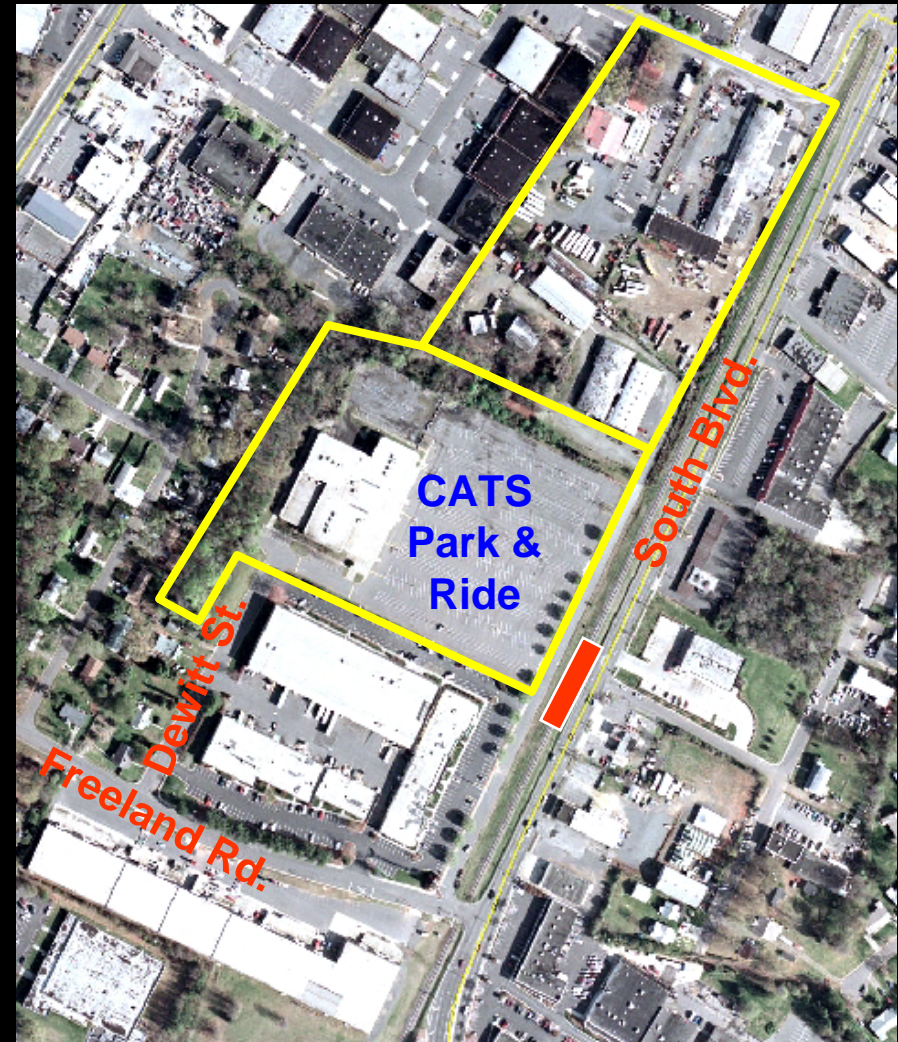 CATS
Park &
Ride
South Blvd.
Dewitt St.
Freeland Rd.